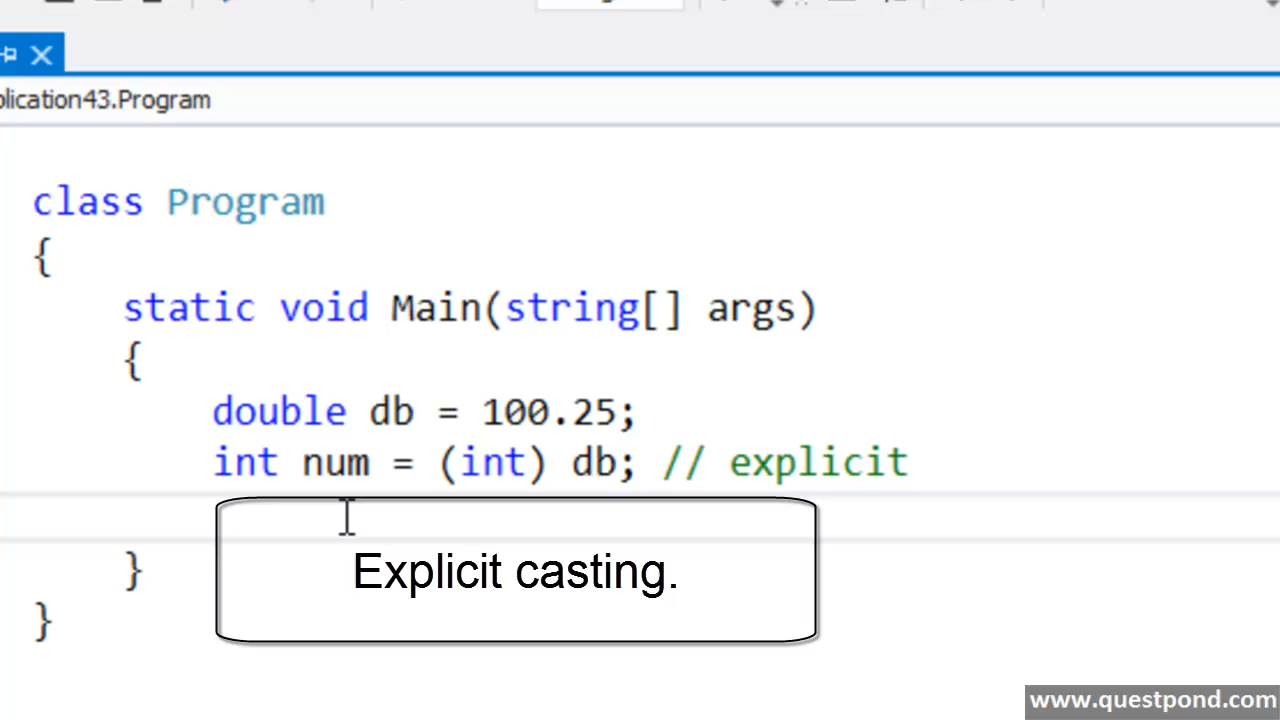 plication43.Program
class Program
{
static void Main(string[] args)
{
double db = 100.25;
int num = (int) db; // explicit
Explicit casting.
}
}
www.questpond.com